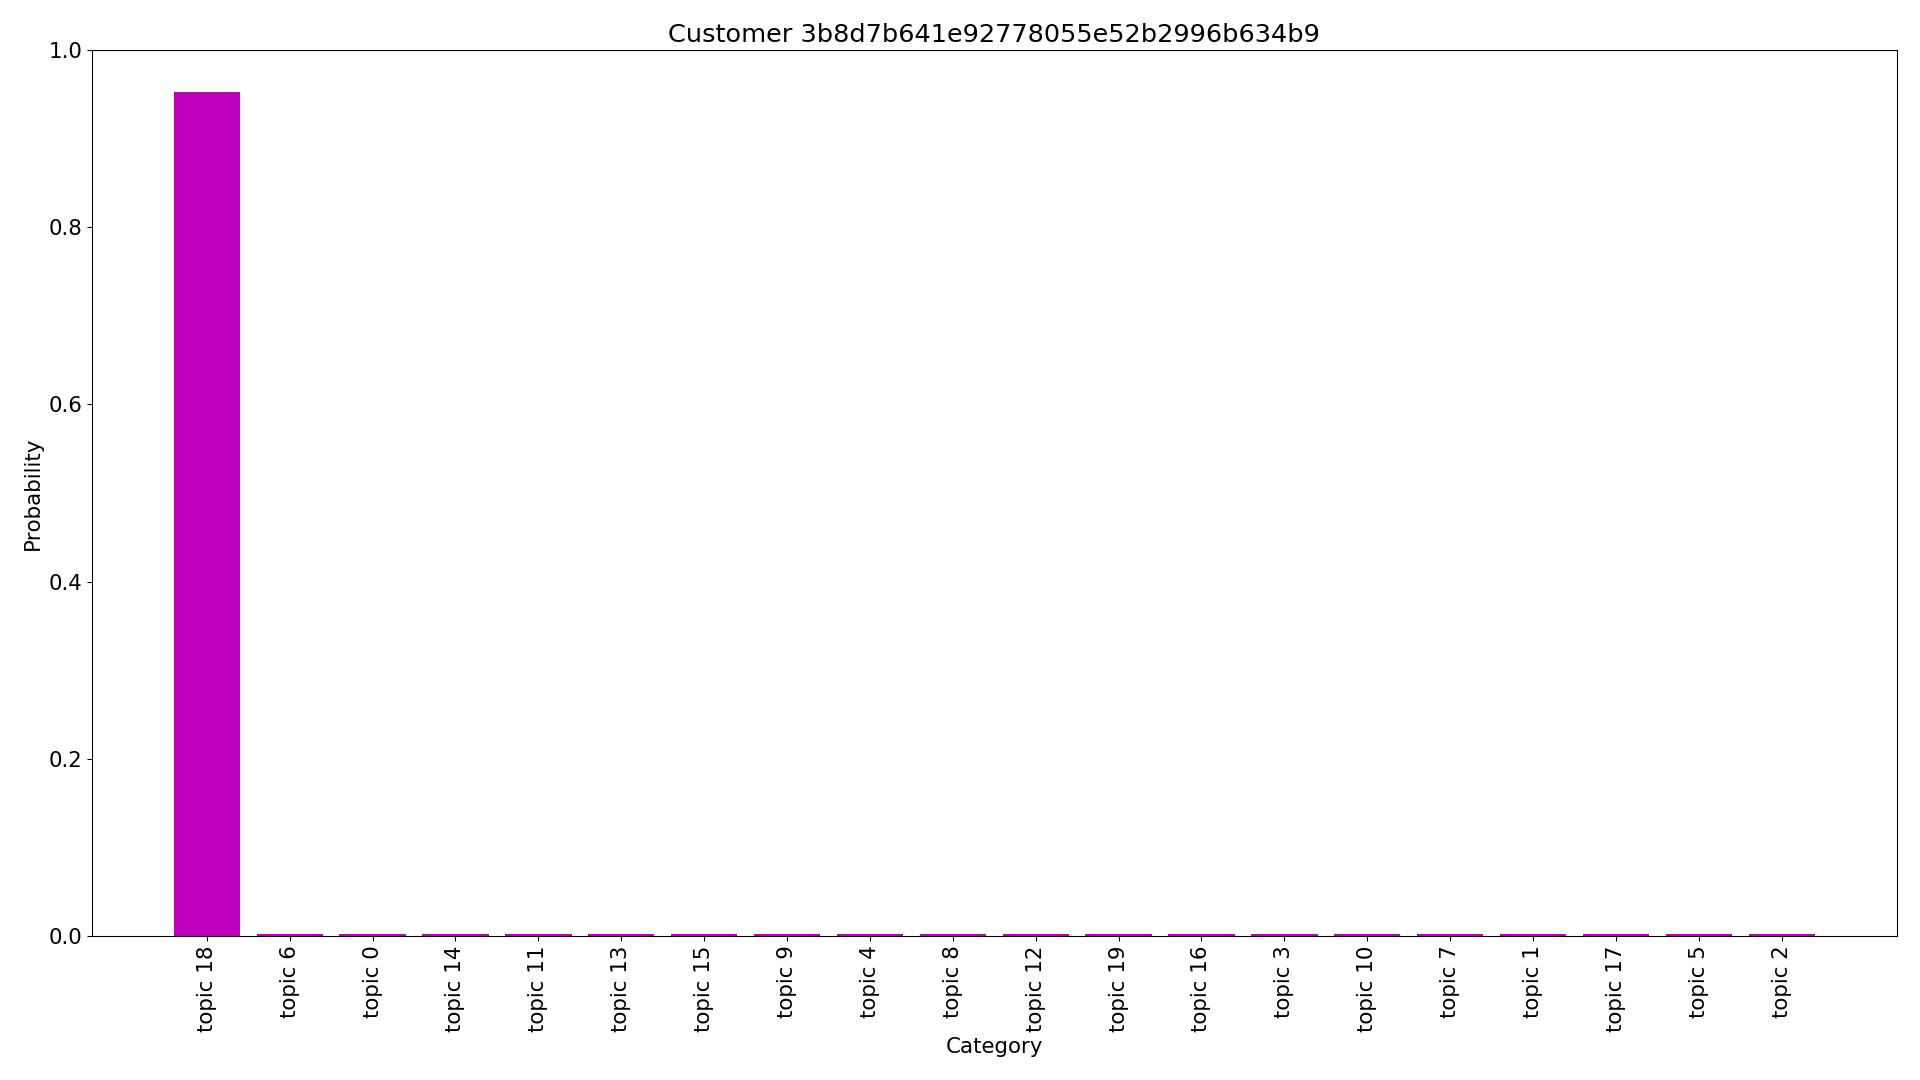 Customer 3b8d7b641e92778055e52b2996b634b9
1.0
0.8
0.6
0.4
0.2
0.0
Probability
topic 18
topic 6
topic 0
topic 14
topic 11
topic 13
topic 15
topic 9
topic 4
topic 8
topic 12
topic 19
topic 16
topic 3
topic 10
topic 7
topic 1
topic 17
topic 5
topic 2
Category